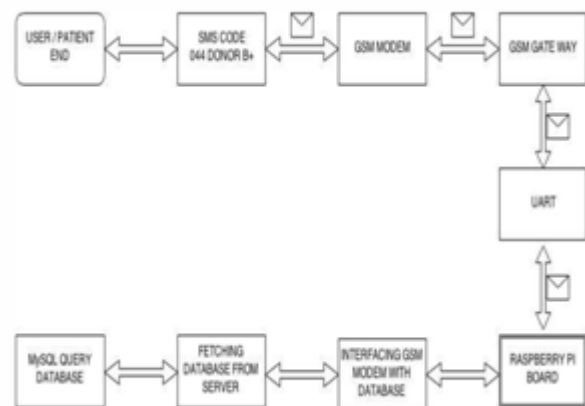 USER / PATIENT
END
SMS CODE
044 DONOR B+
GSM MODEM
GSM GATE WAY
UART
MySQL QUERY
DATABASE
FETCHING
DATABASE FROM
SERVER
INTERFACING GSM
MODEM WITH
DATABASE
RASPBERRY PI
BOARD